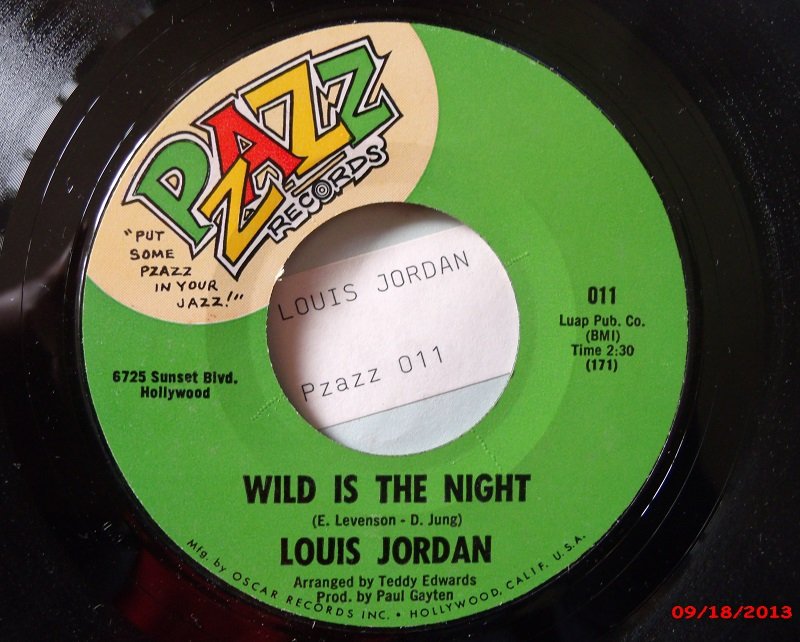 PZAZZ
RECORDS
"PUT
SOME
PZAZZ
IN YOUR
JAZZ!"
LOUIS JORDAN
Pzazz 011
011
Luap Pub. Co.
(BMI)
Time 2:30
(171)
6725 Sunset Blvd.
Hollywood
WILD IS THE NIGHT
(E. Levenson - D. Jung)
LOUIS JORDAN
Arranged by Teddy Edwards
Prod. by Paul Gayten
Mfg. by OSCAR RECORDS INC. • HOLLYWOOD, CALIF. U.S.A.
09/18/2013